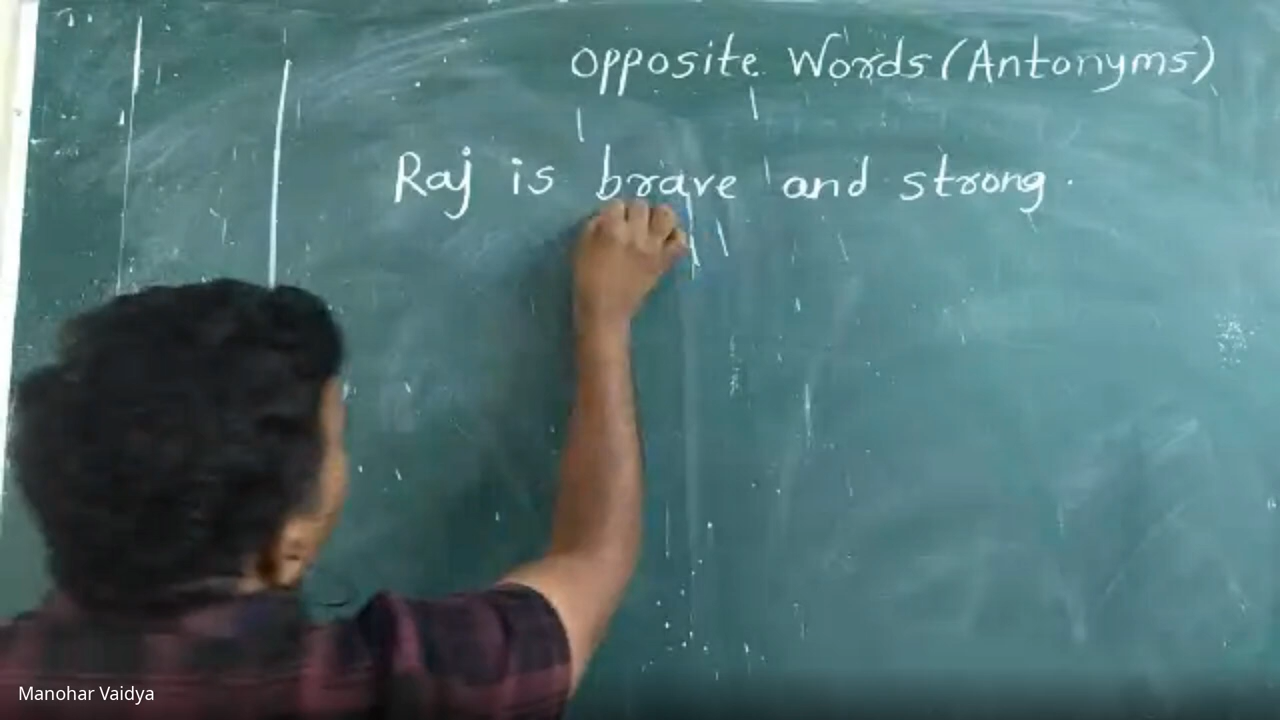 Opposite Words (Antonyms)
Raj is brave and strong.
Manohar Vaidya